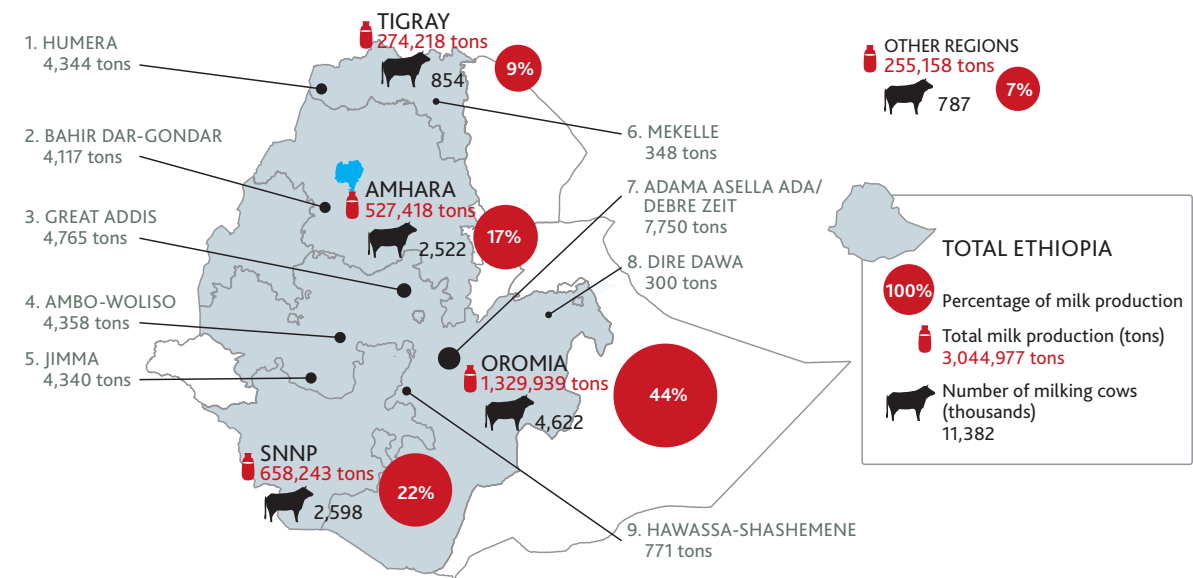 TIGRAY
274,218 tons
854
9%
1. HUMERA
4,344 tons
OTHER REGIONS
255,158 tons
787
7%
2. BAHIR DAR-GONDAR
4,117 tons
6. MEKELLE
348 tons
AMHARA
527,418 tons
2,522
17%
7. ADAMA ASELLA ADA/
DEBRE ZEIT
7,750 tons
3. GREAT ADDIS
4,765 tons
8. DIRE DAWA
300 tons
4. AMBO-WOLISO
4,358 tons
5. JIMMA
4,340 tons
OROMIA
1,329,939 tons
4,622
44%
SNNP
658,243 tons
2,598
22%
9. HAWASSA-SHASHEMENE
771 tons
TOTAL ETHIOPIA
100%
Percentage of milk production
Total milk production (tons)
3,044,977 tons
Number of milking cows
(thousands)
11,382